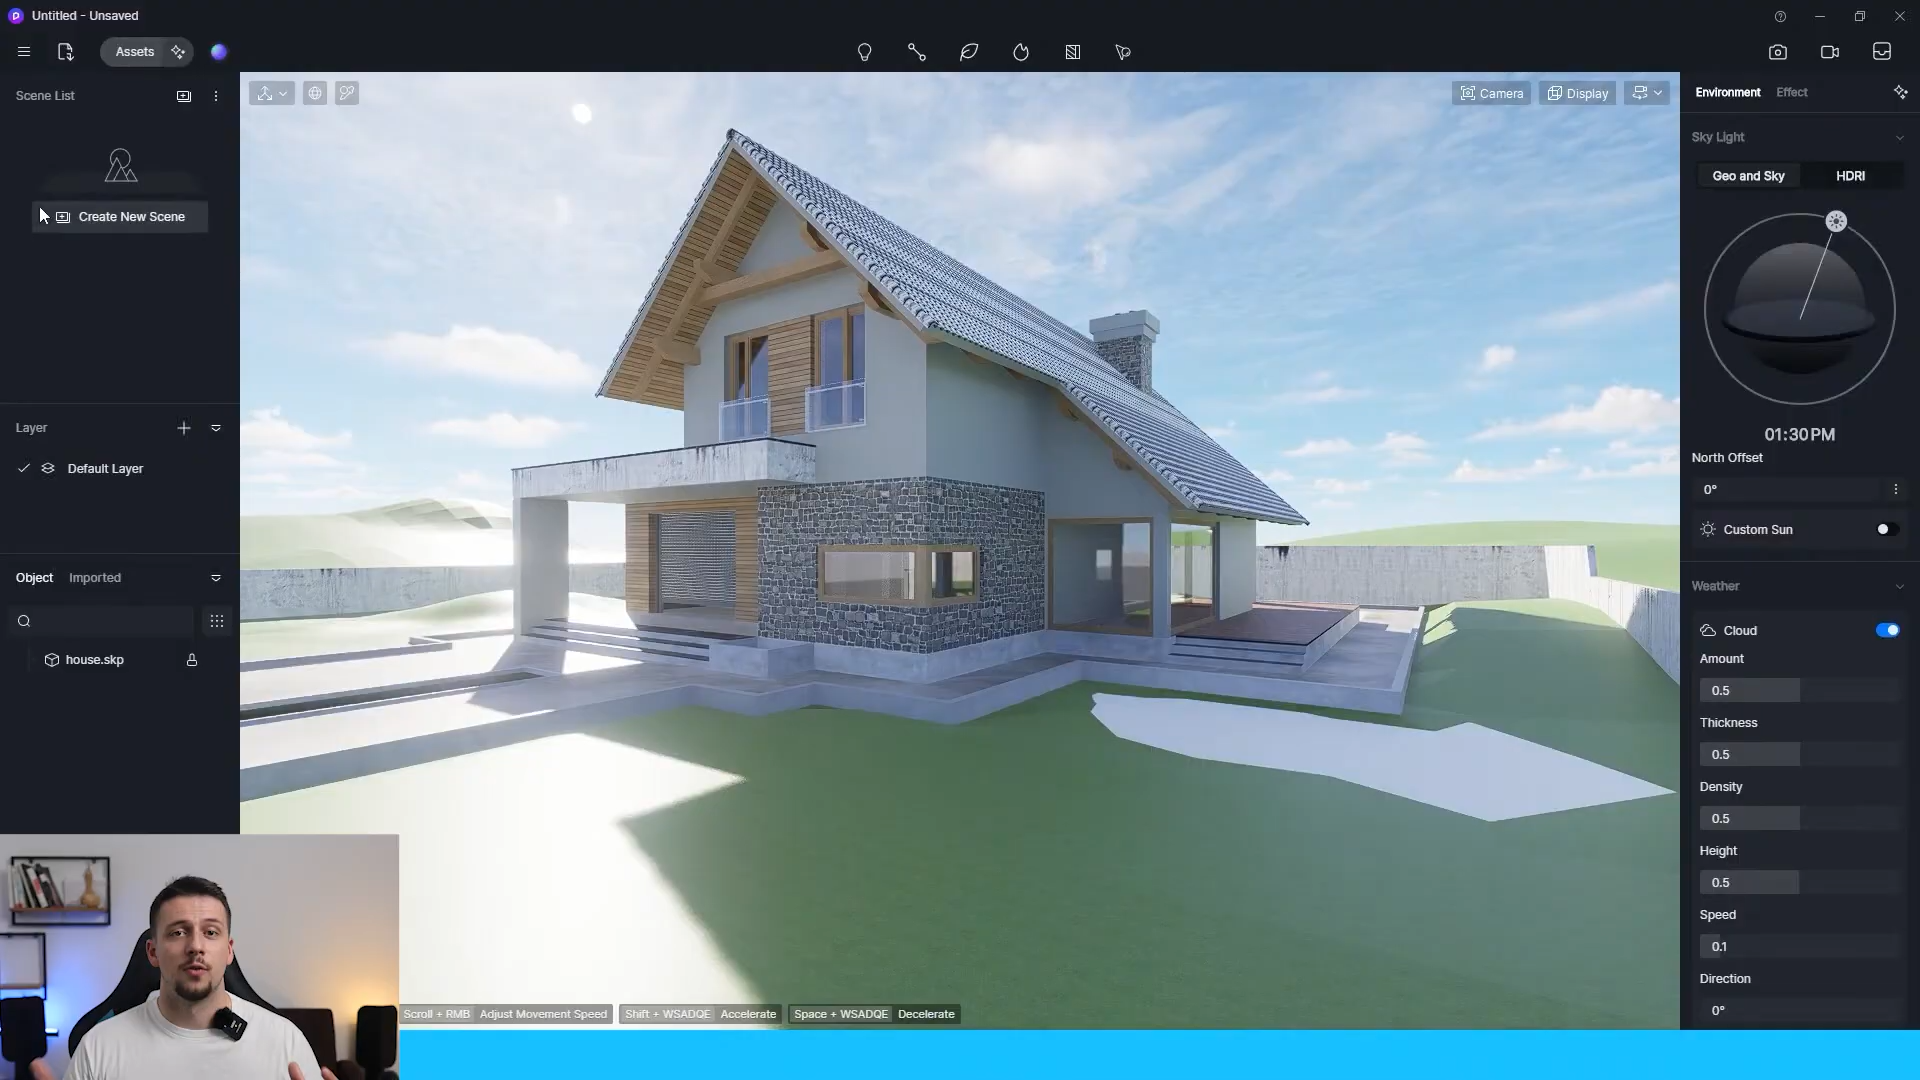 Untitled - Unsaved
Assets
Scene List
Create New Scene
Layer
Default Layer
Object Imported
house.skp
Camera Display
Environment Effect
Sky Light
Geo and Sky HDRI
01:30PM
North Offset
0°
Custom Sun
Weather
Cloud
Amount
0.5
Thickness
0.5
Density
0.5
Height
0.5
Speed
0.1
Direction
0°
Scroll + RMB Adjust Movement Speed Shift + WSADQE Accelerate Space + WSADQE Decelerate